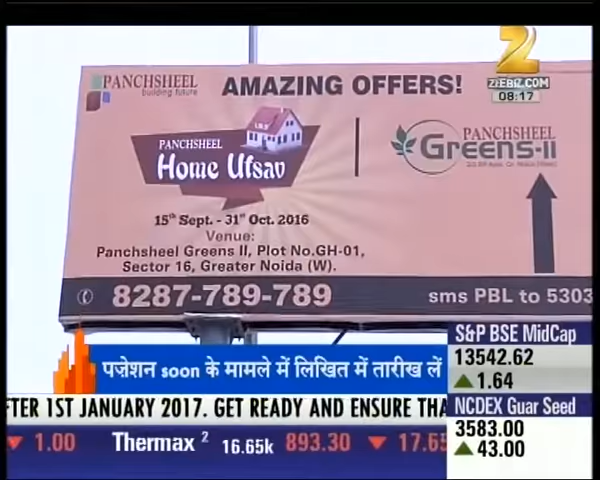 PANCHSHEEL
building future
AMAZING OFFERS!
ZEEBIZ.COM
08:17
PANCHSHEEL
Home Utsav
PANCHSHEEL
GREENS-II
15th Sept. - 31st Oct. 2016
Venue:
Panchsheel Greens II, Plot No.GH-01,
Sector 16, Greater Noida (W).
8287-789-789
sms PBL to 5303
पज़ेशन soon के मामले में लिखित में तारीख लें
S&P BSE MidCap
13542.62
1.64
FTER 1ST JANUARY 2017. GET READY AND ENSURE THA
NCDEX Guar Seed
3583.00
43.00
1.00 Thermax 2 16.65k 893.30 17.65